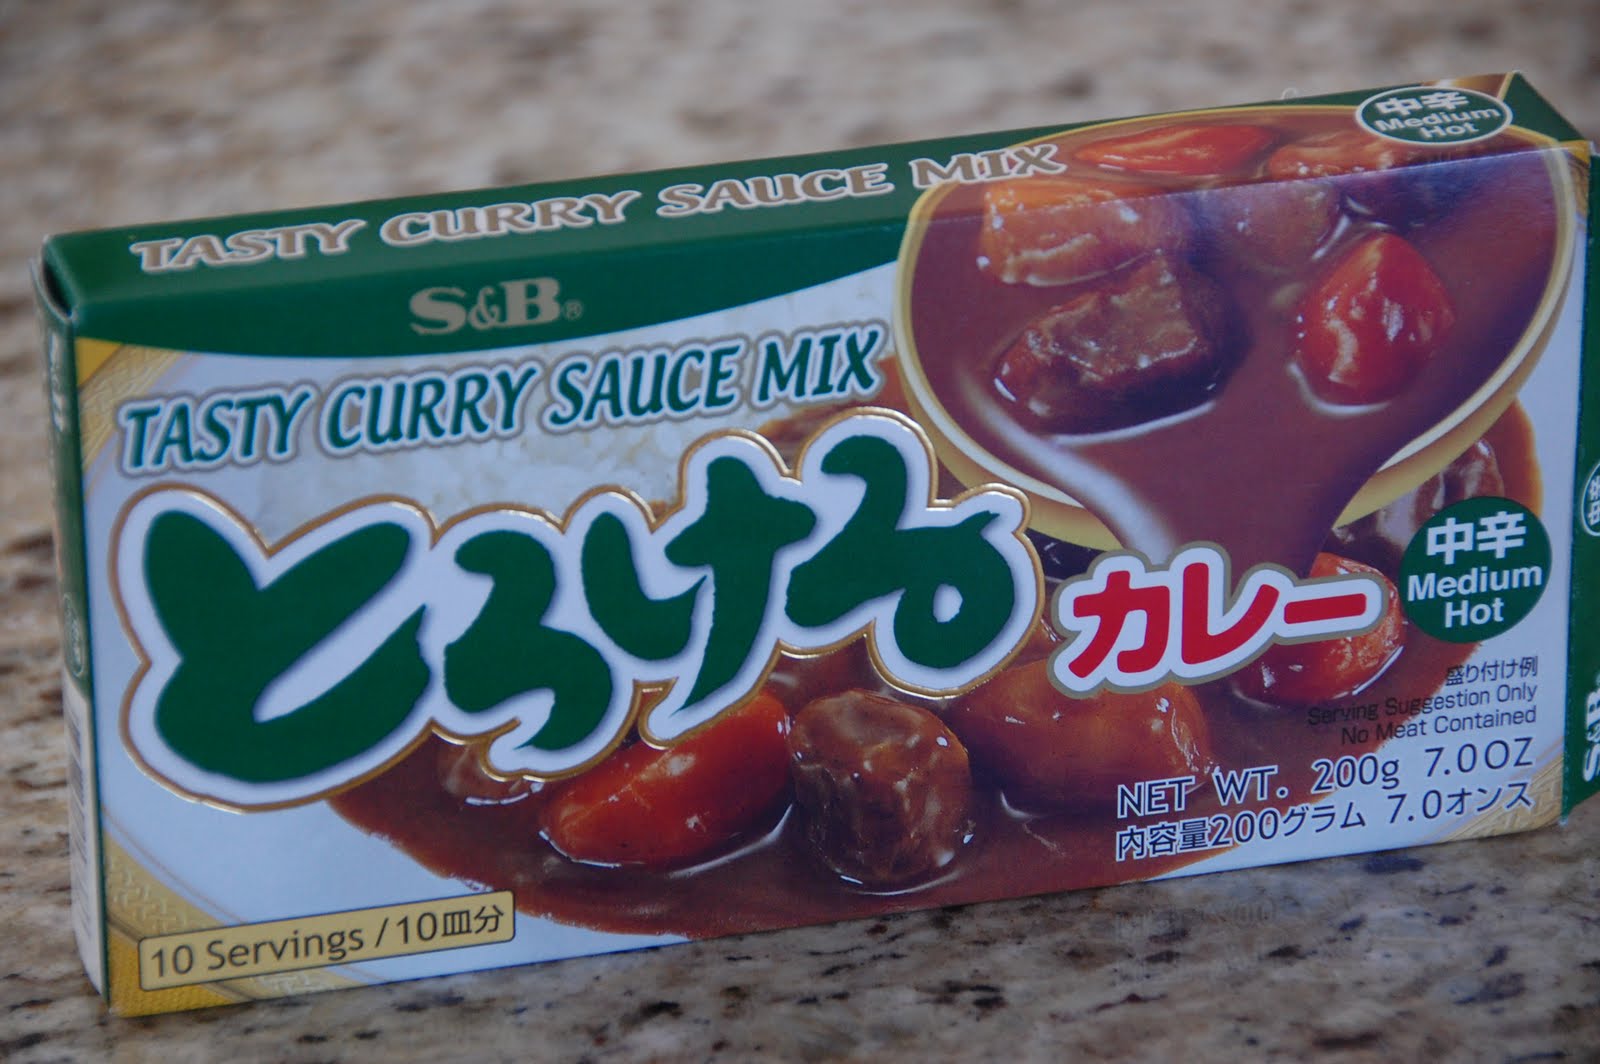 TASTY CURRY SAUCE MIX
中辛
Medium
Hot
S&B®
TASTY CURRY SAUCE MIX
とろける
カレー
中辛
Medium
Hot
盛り付け例
Serving Suggestion Only
No Meat Contained
NET WT. 200g 7.0OZ
内容量200グラム 7.0オンス
10 Servings / 10皿分
S&B